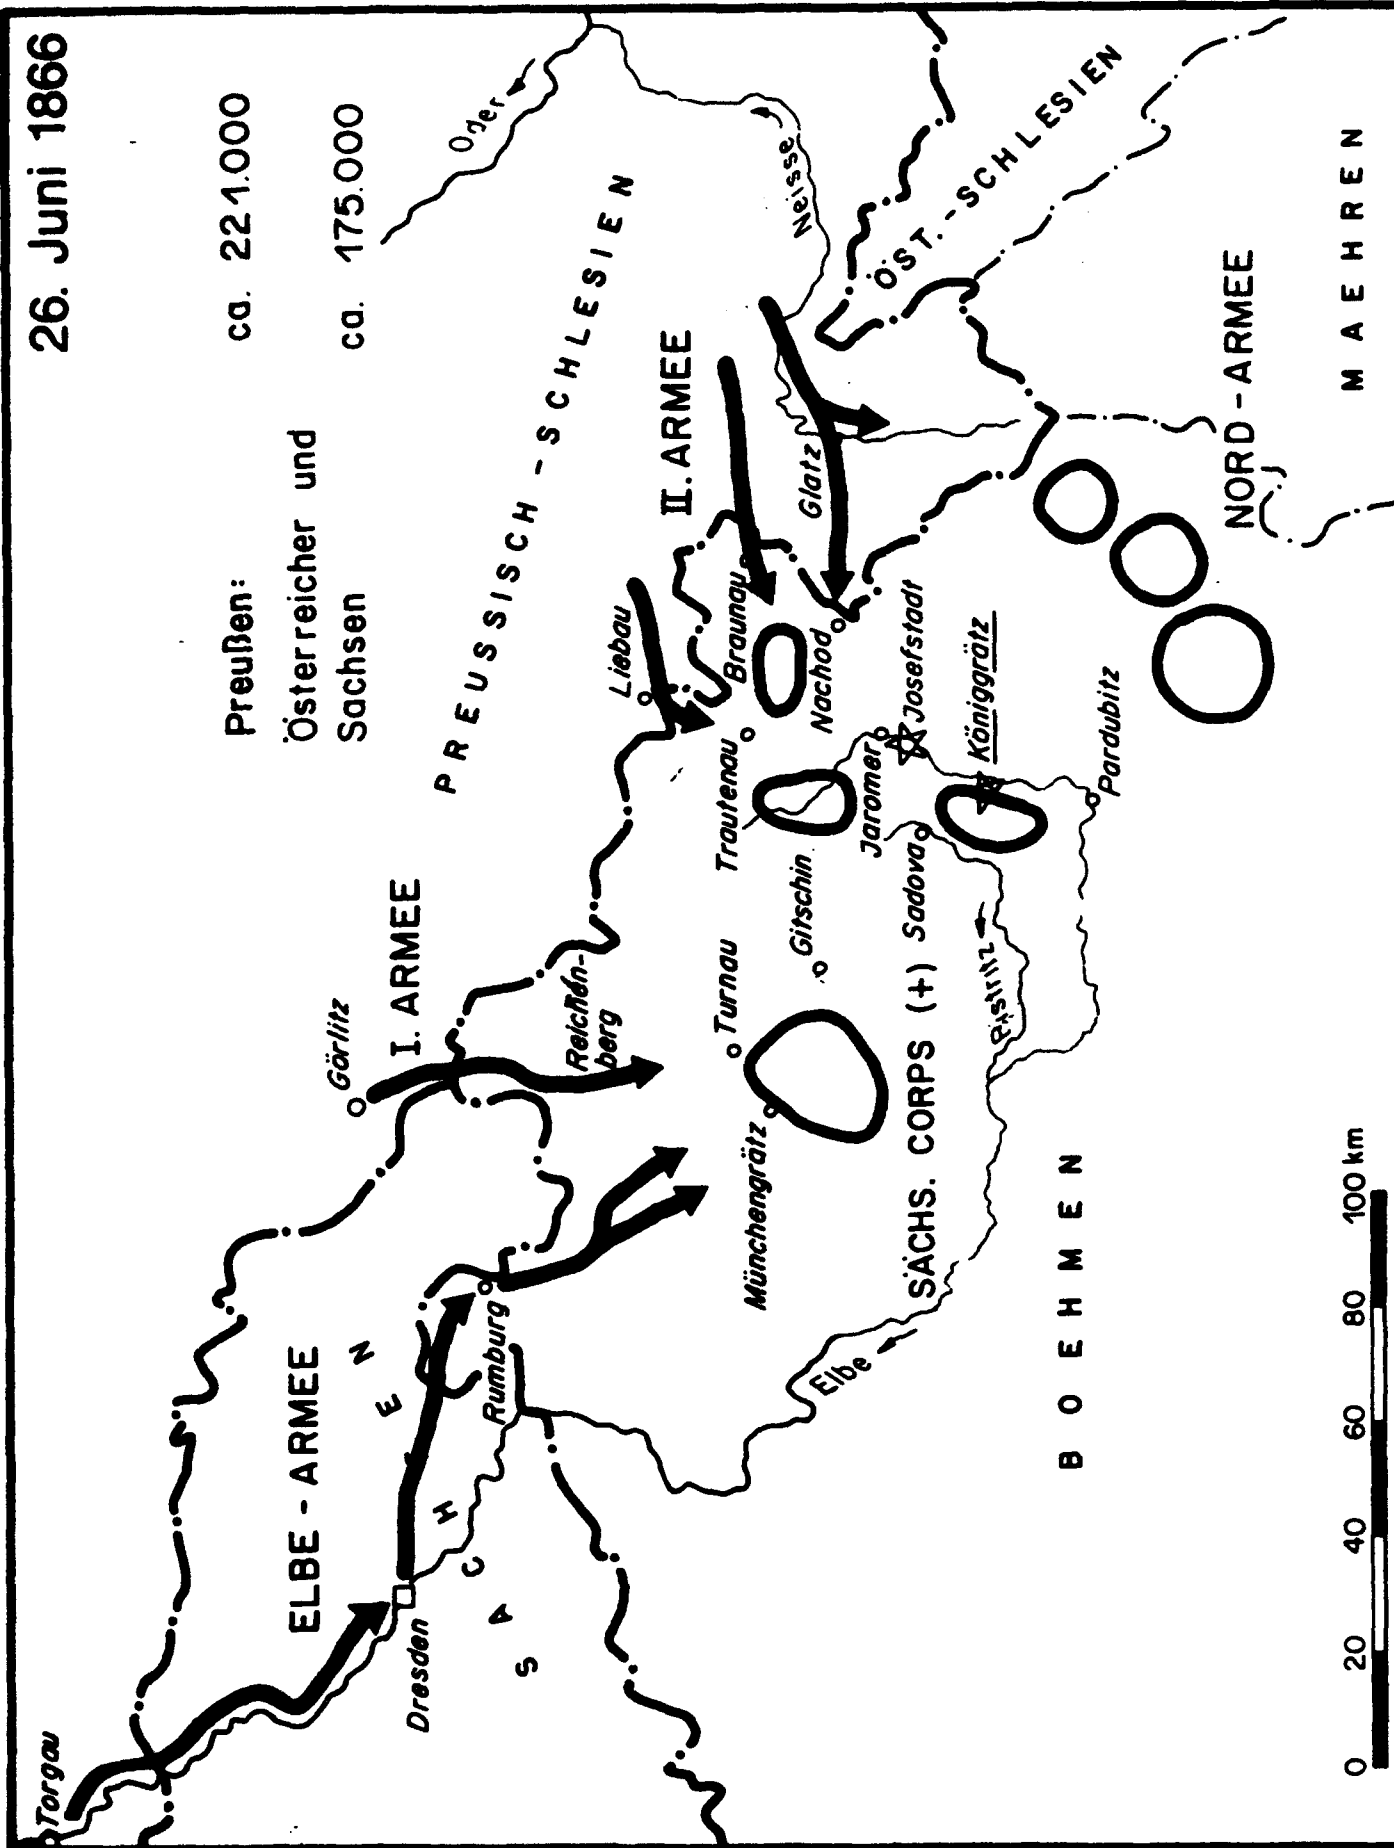 26. Juni 1866
Preußen: ca. 221.000
Österreicher und
Sachsen ca. 175.000
Torgau
Oder
PREUSSISCH-SCHLESIEN
Görlitz
I. ARMEE
ELBE-ARMEE
Dresden
SACHSEN
Rumburg
Reichen-
berg
Liebau
II. ARMEE
Neisse
Glatz
Braunau
Nachod
ÖST.-SCHLESIEN
Trautenau
Turnau
Münchengrätz
Gitschin
Jaromer
Josefstadt
Sadova
Königgrätz
SÄCHS. CORPS (+)
Elbe
Pardubitz
NORD-ARMEE
BOEHMEN
MAEHREN
0 20 40 60 80 100 km